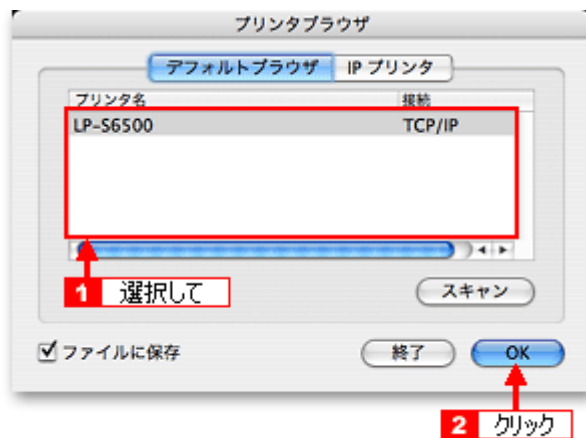 プリンタブラウザ
デフォルトブラウザ IP プリンタ
プリンタ名 接続
LP-S6500 TCP/IP
1 選択して
スキャン
ファイルに保存 終了 OK
2 クリック